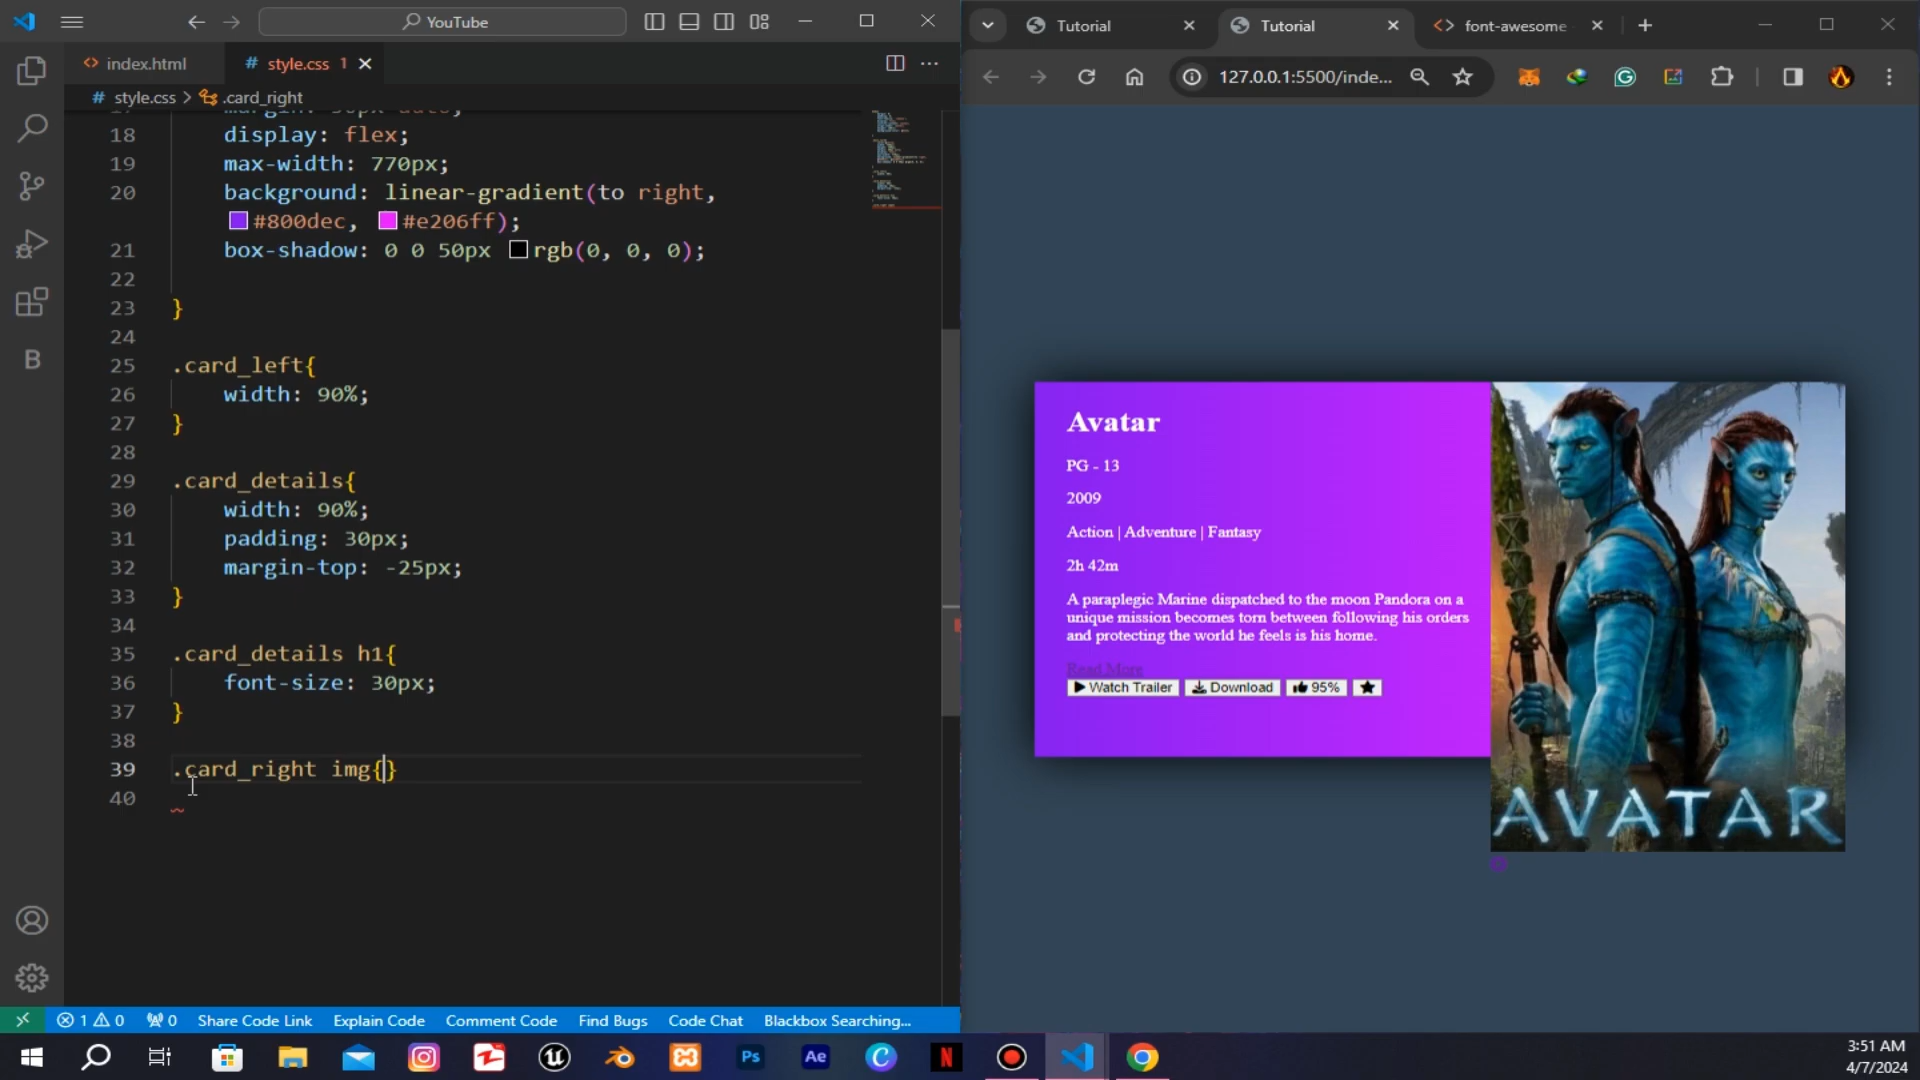 YouTube
index.html
# style.css 1
# style.css > .card_right
18 display: flex;
19 max-width: 770px;
20 background: linear-gradient(to right,
#800dec, #e206ff);
21 box-shadow: 0 0 50px rgb(0, 0, 0);
22
23 }
24
25 .card_left{
26 width: 90%;
27 }
28
29 .card_details{
30 width: 90%;
31 padding: 30px;
32 margin-top: -25px;
33 }
34
35 .card_details h1{
36 font-size: 30px;
37 }
38
39 .card_right img{}
40
B
1 0 0
Share Code Link
Explain Code
Comment Code
Find Bugs
Code Chat
Blackbox Searching...
Tutorial
Tutorial
font-awesome
127.0.0.1:5500/inde...
Avatar
PG - 13
2009
Action | Adventure | Fantasy
2h 42m
A paraplegic Marine dispatched to the moon Pandora on a
unique mission becomes torn between following his orders
and protecting the world he feels is his home.
Read More
Watch Trailer
Download
95%
AVATAR
Ps
Ae
3:51 AM
4/7/2024